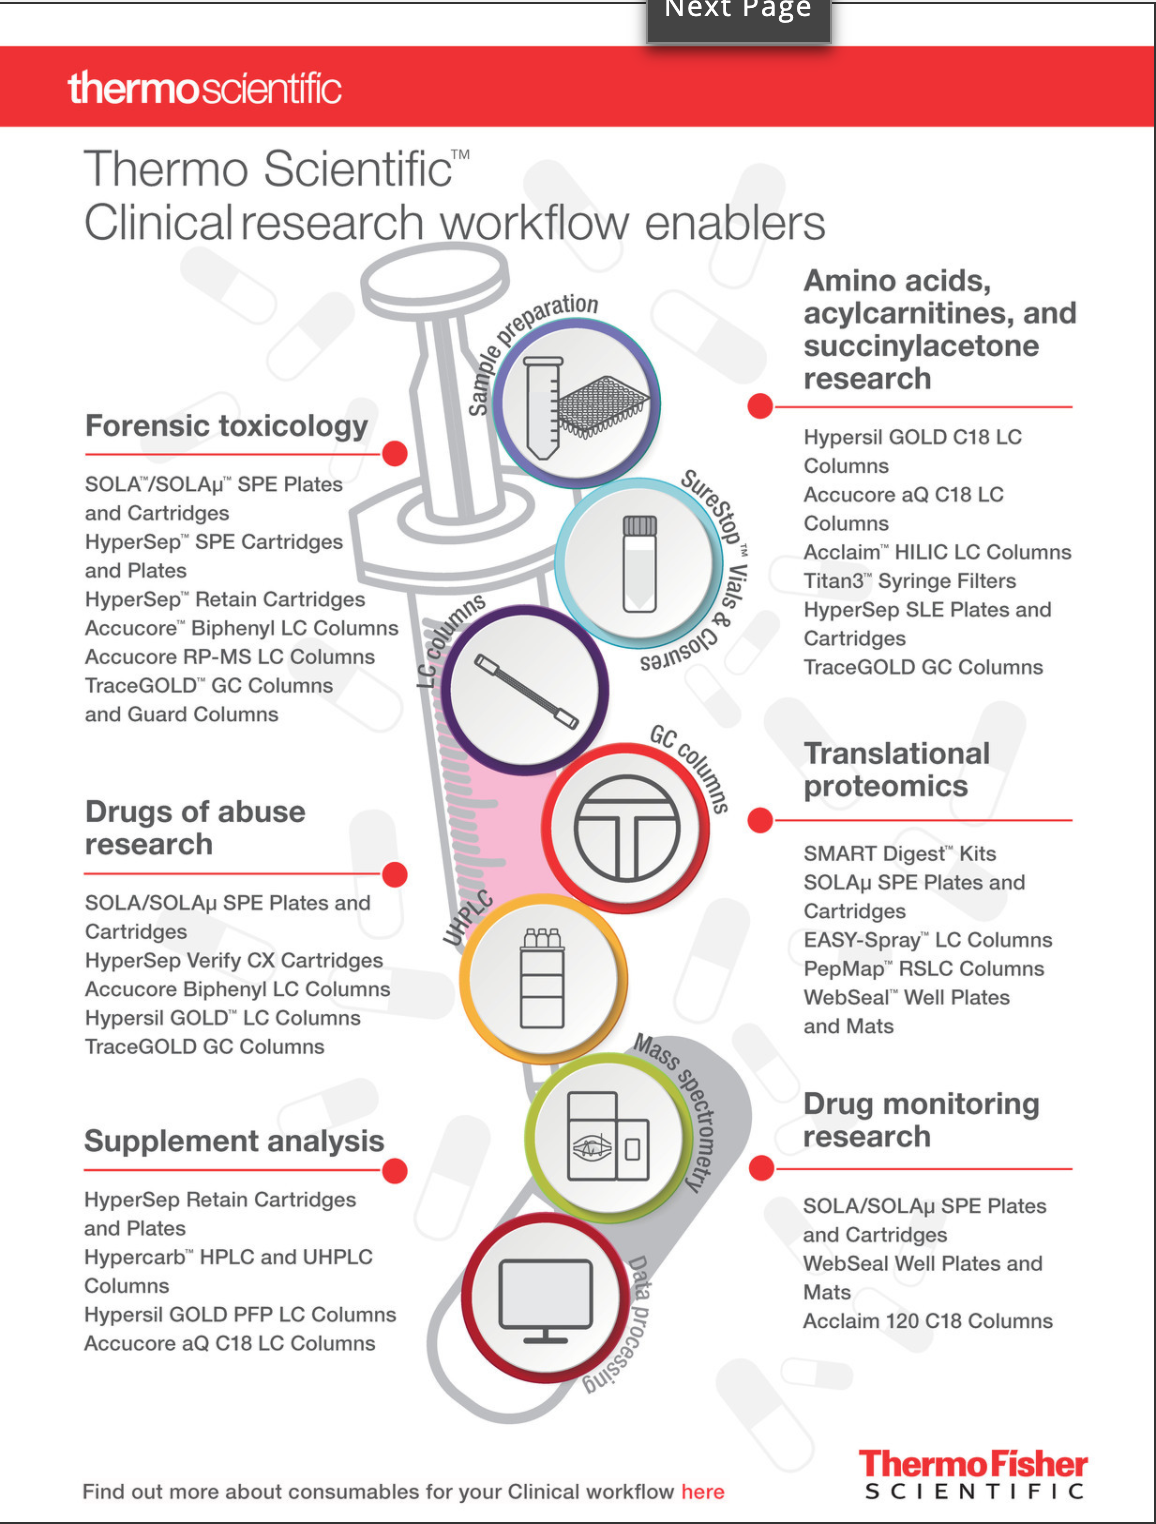 Next Page
thermoscientific
Thermo Scientific™
Clinical research workflow enablers
Sample preparation
SureStop™ Vials & Closures
LC columns
GC columns
UHPLC
Mass spectrometry
Data processing
Forensic toxicology
SOLA™/SOLAµ™ SPE Plates
and Cartridges
HyperSep™ SPE Cartridges
and Plates
HyperSep™ Retain Cartridges
Accucore™ Biphenyl LC Columns
Accucore RP-MS LC Columns
TraceGOLD™ GC Columns
and Guard Columns
Drugs of abuse
research
SOLA/SOLAµ SPE Plates and
Cartridges
HyperSep Verify CX Cartridges
Accucore Biphenyl LC Columns
Hypersil GOLD™ LC Columns
TraceGOLD GC Columns
Supplement analysis
HyperSep Retain Cartridges
and Plates
Hypercarb™ HPLC and UHPLC
Columns
Hypersil GOLD PFP LC Columns
Accucore aQ C18 LC Columns
Amino acids,
acylcarnitines, and
succinylacetone
research
Hypersil GOLD C18 LC
Columns
Accucore aQ C18 LC
Columns
Acclaim™ HILIC LC Columns
Titan3™ Syringe Filters
HyperSep SLE Plates and
Cartridges
TraceGOLD GC Columns
Translational
proteomics
SMART Digest™ Kits
SOLAµ SPE Plates and
Cartridges
EASY-Spray™ LC Columns
PepMap™ RSLC Columns
WebSeal™ Well Plates
and Mats
Drug monitoring
research
SOLA/SOLAµ SPE Plates
and Cartridges
WebSeal Well Plates and
Mats
Acclaim 120 C18 Columns
Find out more about consumables for your Clinical workflow here
ThermoFisher
SCIENTIFIC